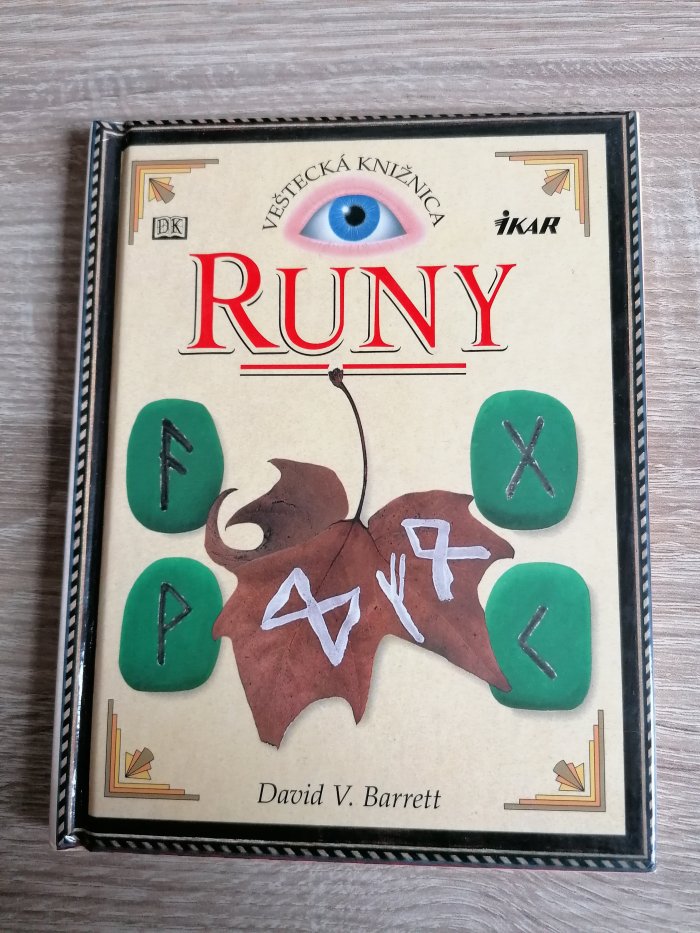 VEŠTECKÁ KNIŽNICA
DK
IKAR
RUNY
ᚨ
ᚷ
ᛞ ᚠ ᛟ
ᚹ
ᚲ
David V. Barrett